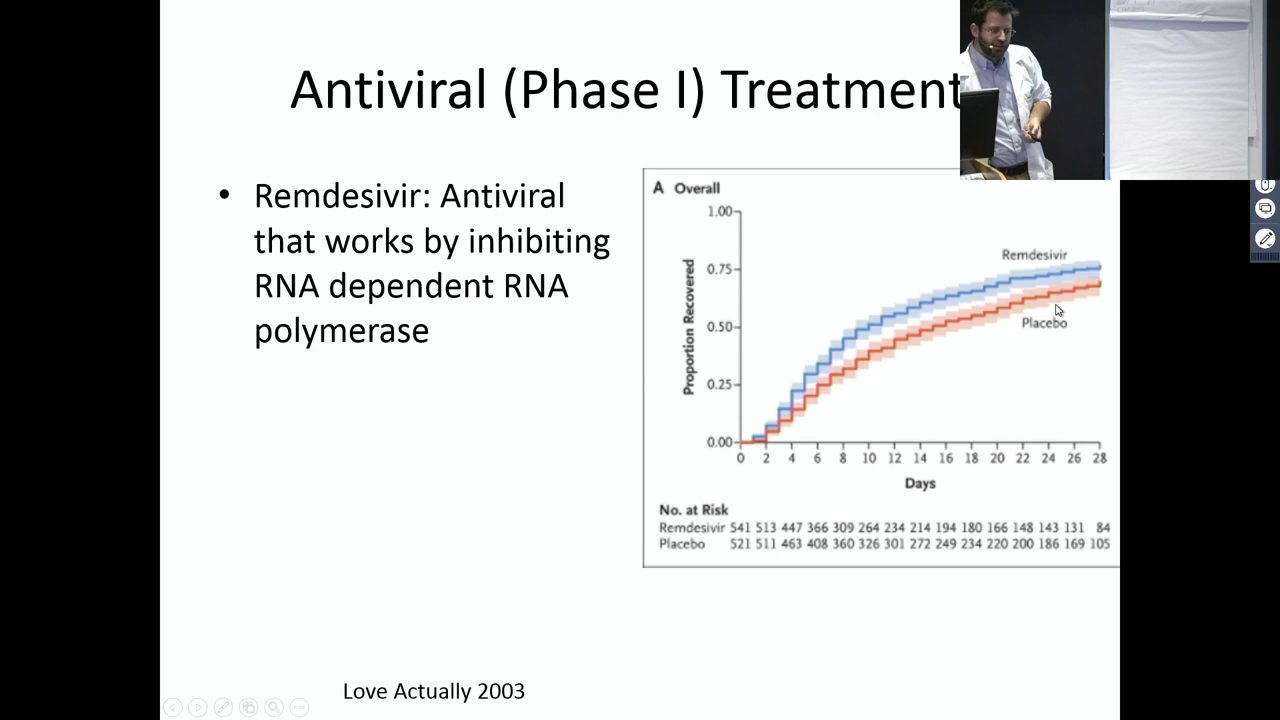 Antiviral (Phase I) Treatment
• Remdesivir: Antiviral
that works by inhibiting
RNA dependent RNA
polymerase
A Overall
1.00
0.75
0.50
0.25
0.00
Proportion Recovered
Remdesivir
Placebo
0 2 4 6 8 10 12 14 16 18 20 22 24 26 28
Days
No. at Risk
Remdesivir 541 513 447 366 309 264 234 214 194 180 166 148 143 131 84
Placebo 521 511 463 408 360 326 301 272 249 234 220 200 186 169 105
Love Actually 2003